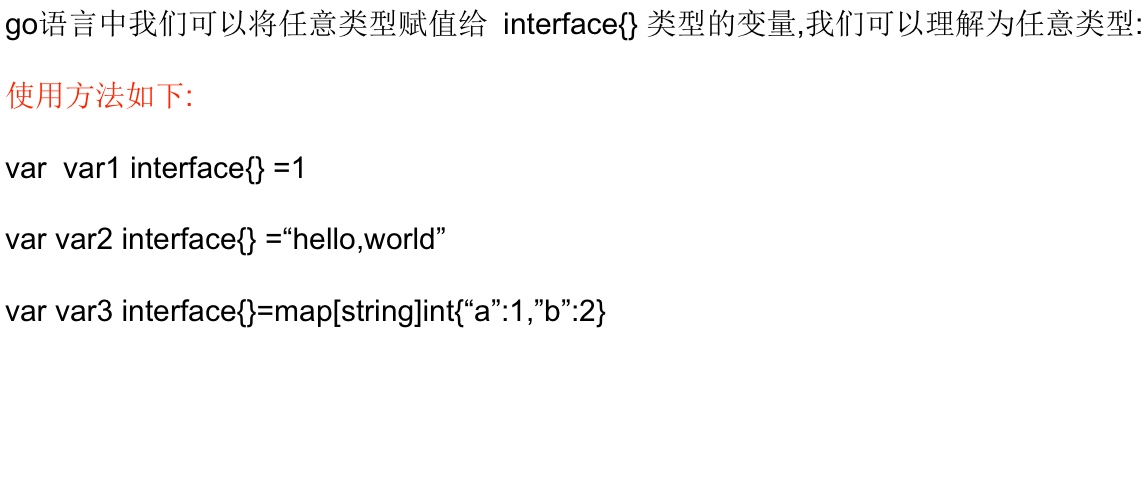 go语言中我们可以将任意类型赋值给  interface{} 类型的变量,我们可以理解为任意类型:
使用方法如下:
var  var1 interface{} =1
var var2 interface{} =“hello,world”
var var3 interface{}=map[string]int{“a”:1,”b”:2}